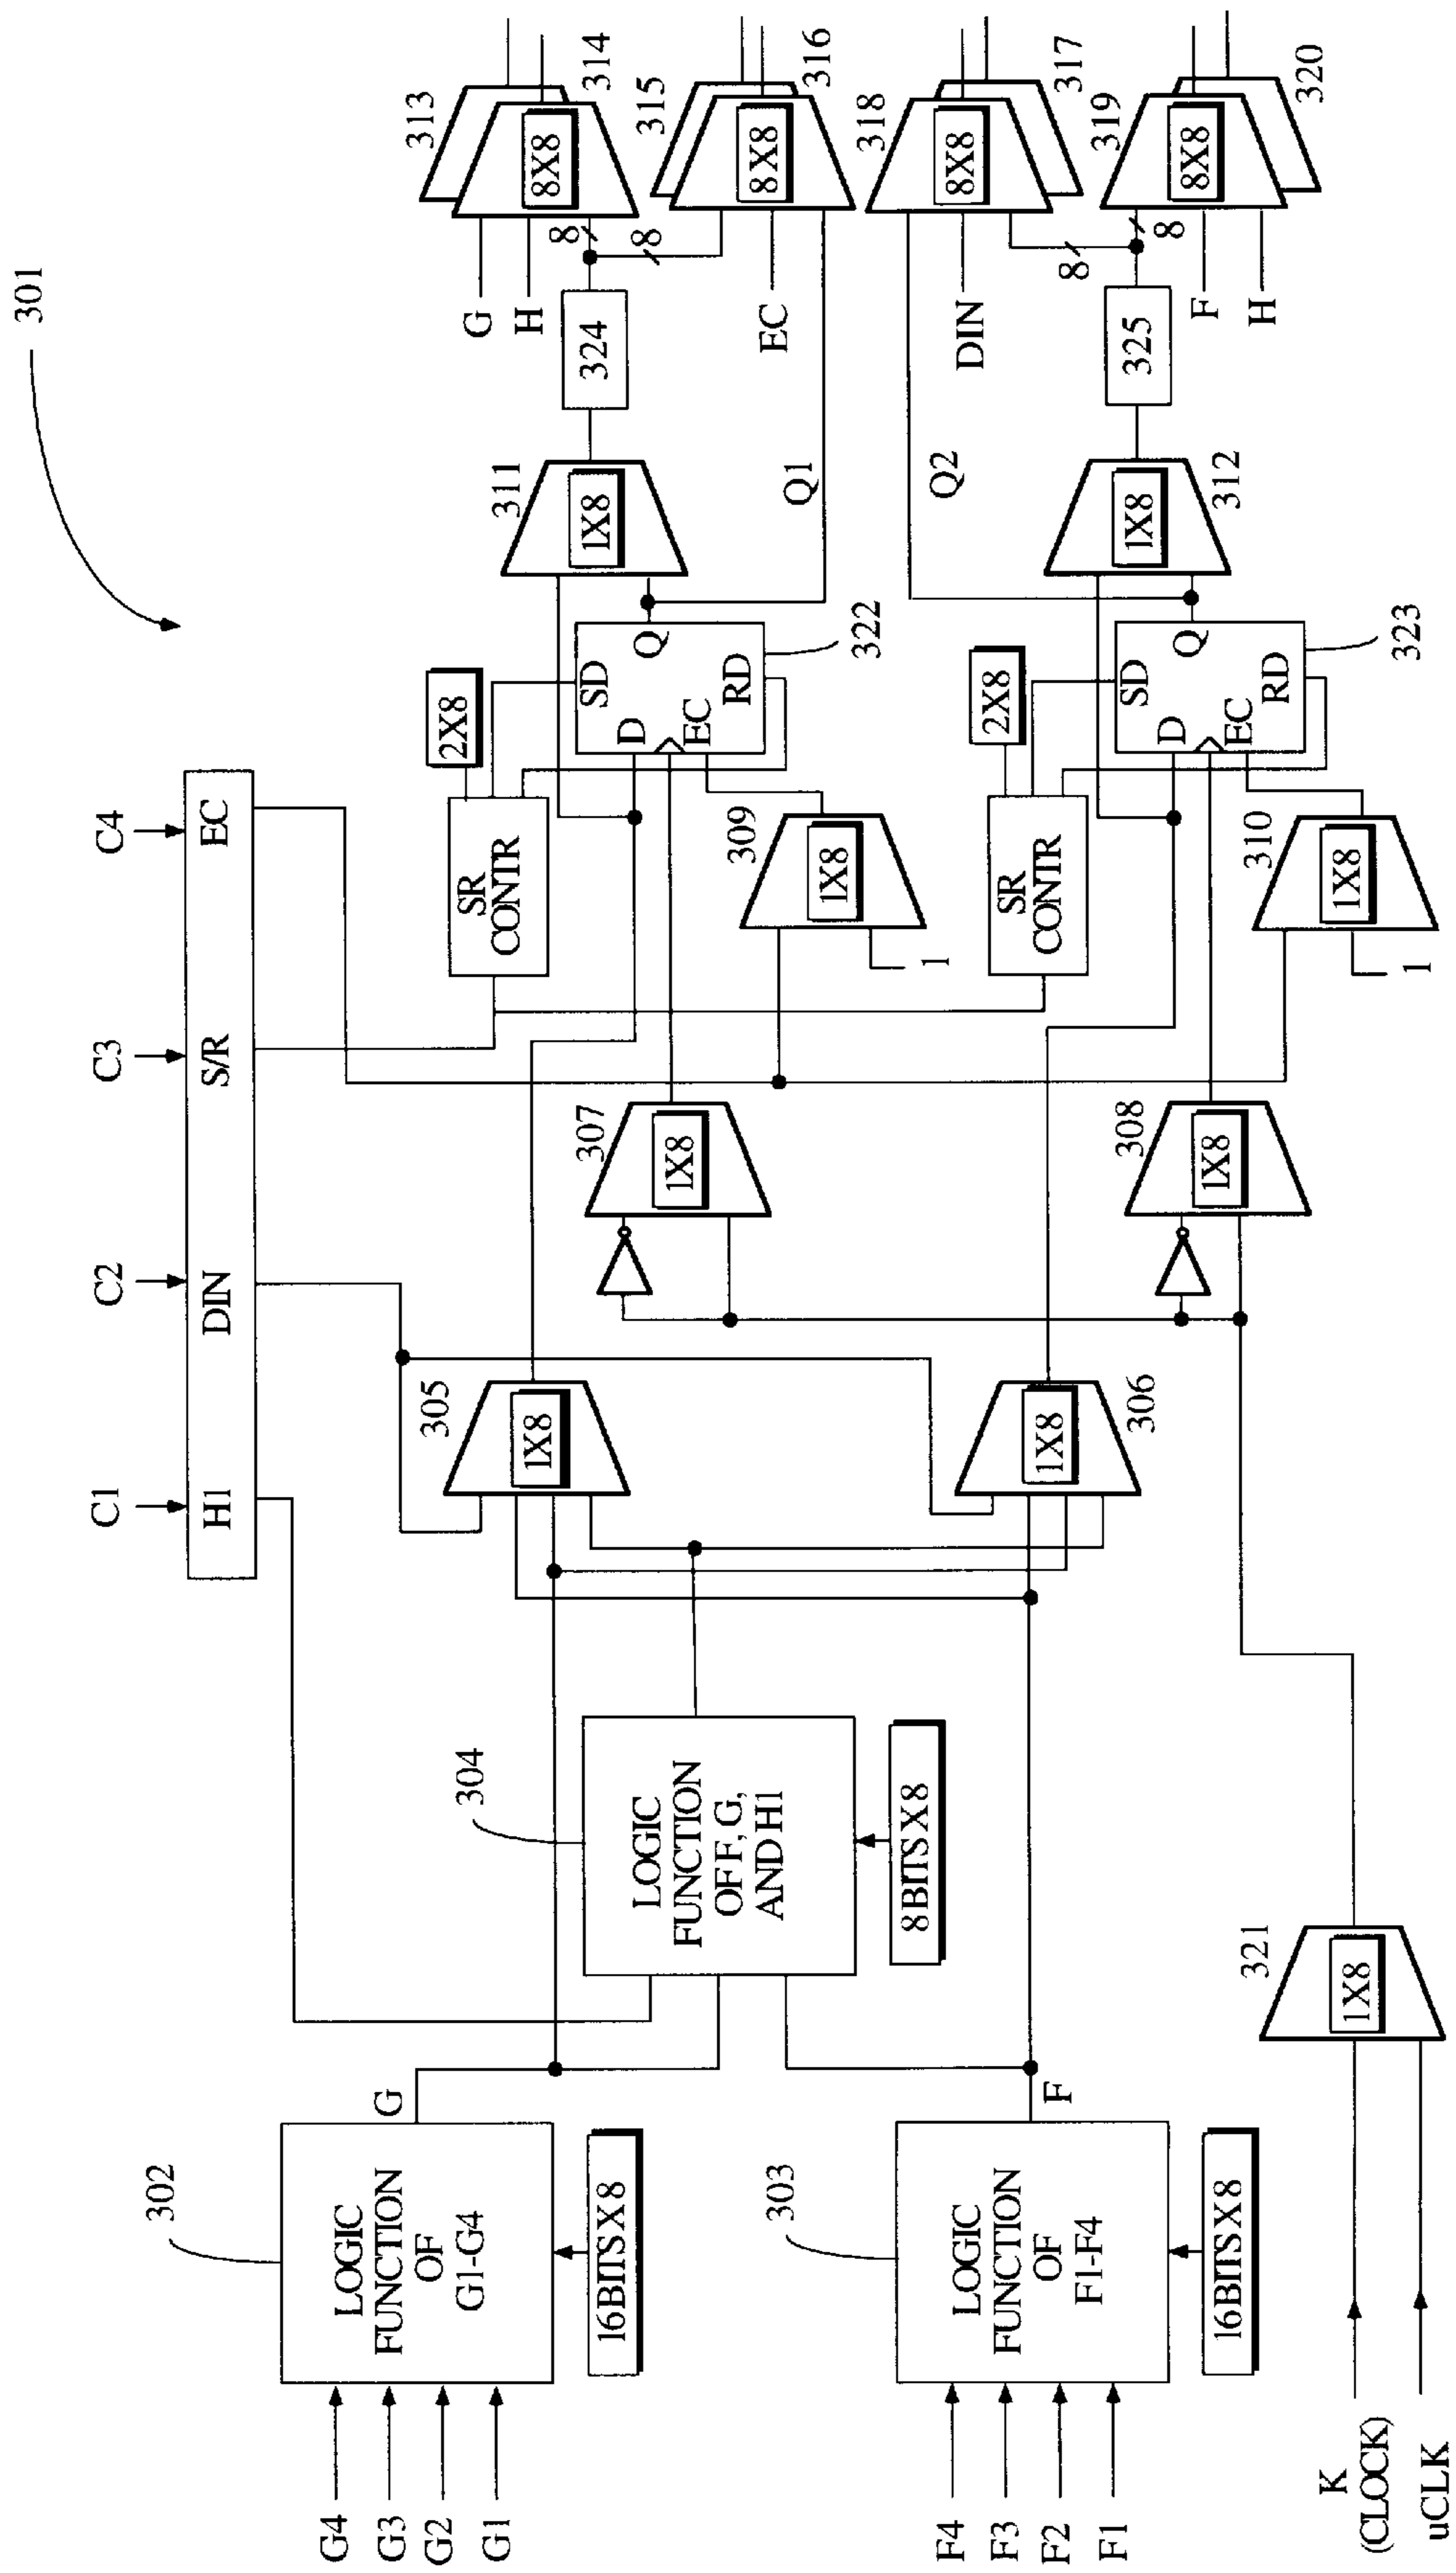 301
C1
C2
C3
C4
H1
DIN
S/R
EC
G4
G3
G2
G1
302
LOGIC
FUNCTION
OF
G1-G4
16BITSX8
G
F4
F3
F2
F1
303
LOGIC
FUNCTION
OF
F1-F4
16BITSX8
F
K
(CLOCK)
uCLK
321
1X8
304
LOGIC
FUNCTION
OF F, G,
AND H1
8BITSX8
305
1X8
306
1X8
307
1X8
308
1X8
SR
CONTR
2X8
309
1X8
1
SD
D
Q
EC
RD
322
SR
CONTR
2X8
310
1X8
1
SD
D
Q
EC
RD
323
311
1X8
Q1
312
1X8
Q2
324
325
G
H
8
8
EC
DIN
8
8
F
H
313
8X8
314
315
8X8
316
318
8X8
317
319
8X8
320